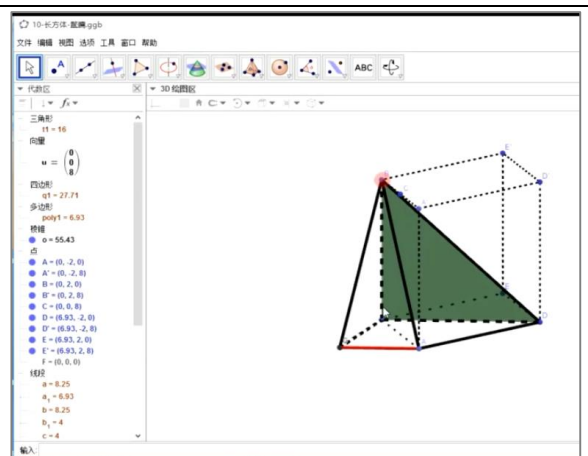 10-长方体-鳖臑.ggb
文件 编辑 视图 选项 工具 窗口 帮助
ABC
代数区
3D 绘图区
三角形
t1 = 16
向量
u = (0 0 8)
四边形
q1 = 27.71
多边形
poly1 = 6.93
棱锥
o = 55.43
点
A = (0, -2, 0)
A' = (0, -2, 8)
B = (0, 2, 0)
B' = (0, 2, 8)
C = (0, 0, 8)
D = (6.93, -2, 0)
D' = (6.93, -2, 8)
E = (6.93, 2, 0)
E' = (6.93, 2, 8)
F = (0, 0, 0)
线段
a = 8.25
a₁ = 6.93
b = 8.25
b₁ = 4
c = 4
输入:
E'
D'
C
A'
E
D
A